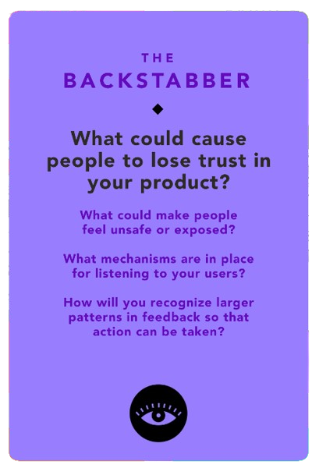 THE
BACKSTABBER
What could cause
people to lose trust in
your product?
What could make people
feel unsafe or exposed?
What mechanisms are in place
for listening to your users?
How will you recognize larger
patterns in feedback so that
action can be taken?